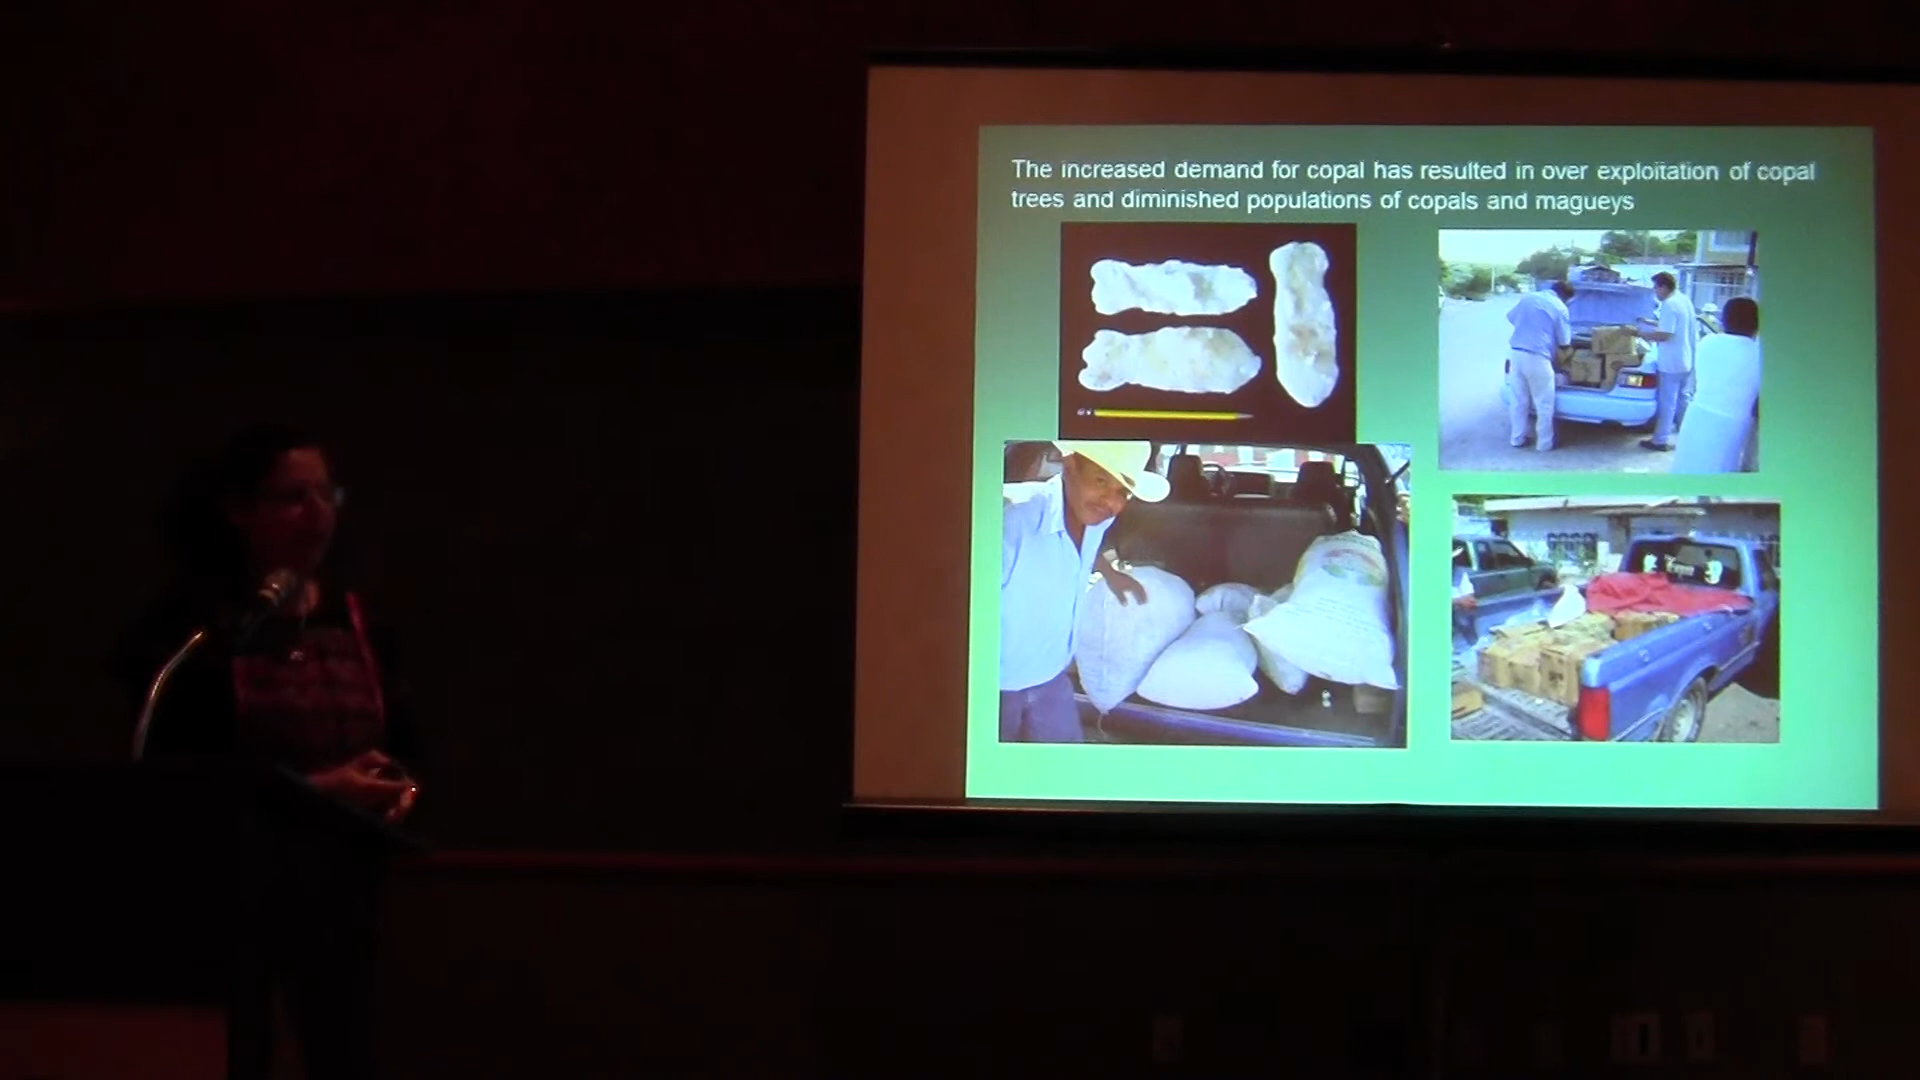 The increased demand for copal has resulted in over exploitation of copal
trees and diminished populations of copals and magueys